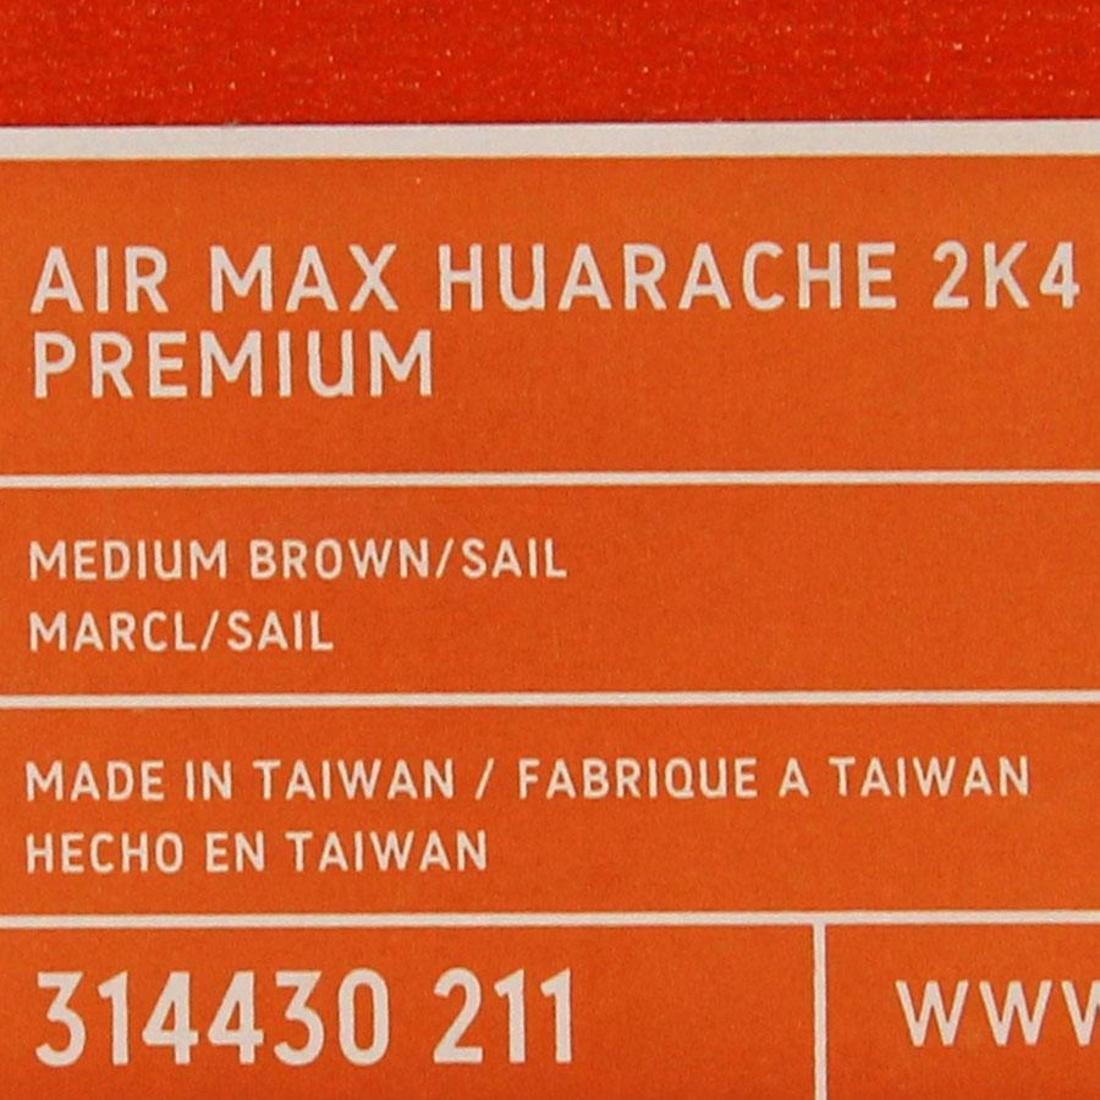 AIR MAX HUARACHE 2K4
PREMIUM
MEDIUM BROWN/SAIL
MARCL/SAIL
MADE IN TAIWAN / FABRIQUE A TAIWAN
HECHO EN TAIWAN
314430 211
WWW